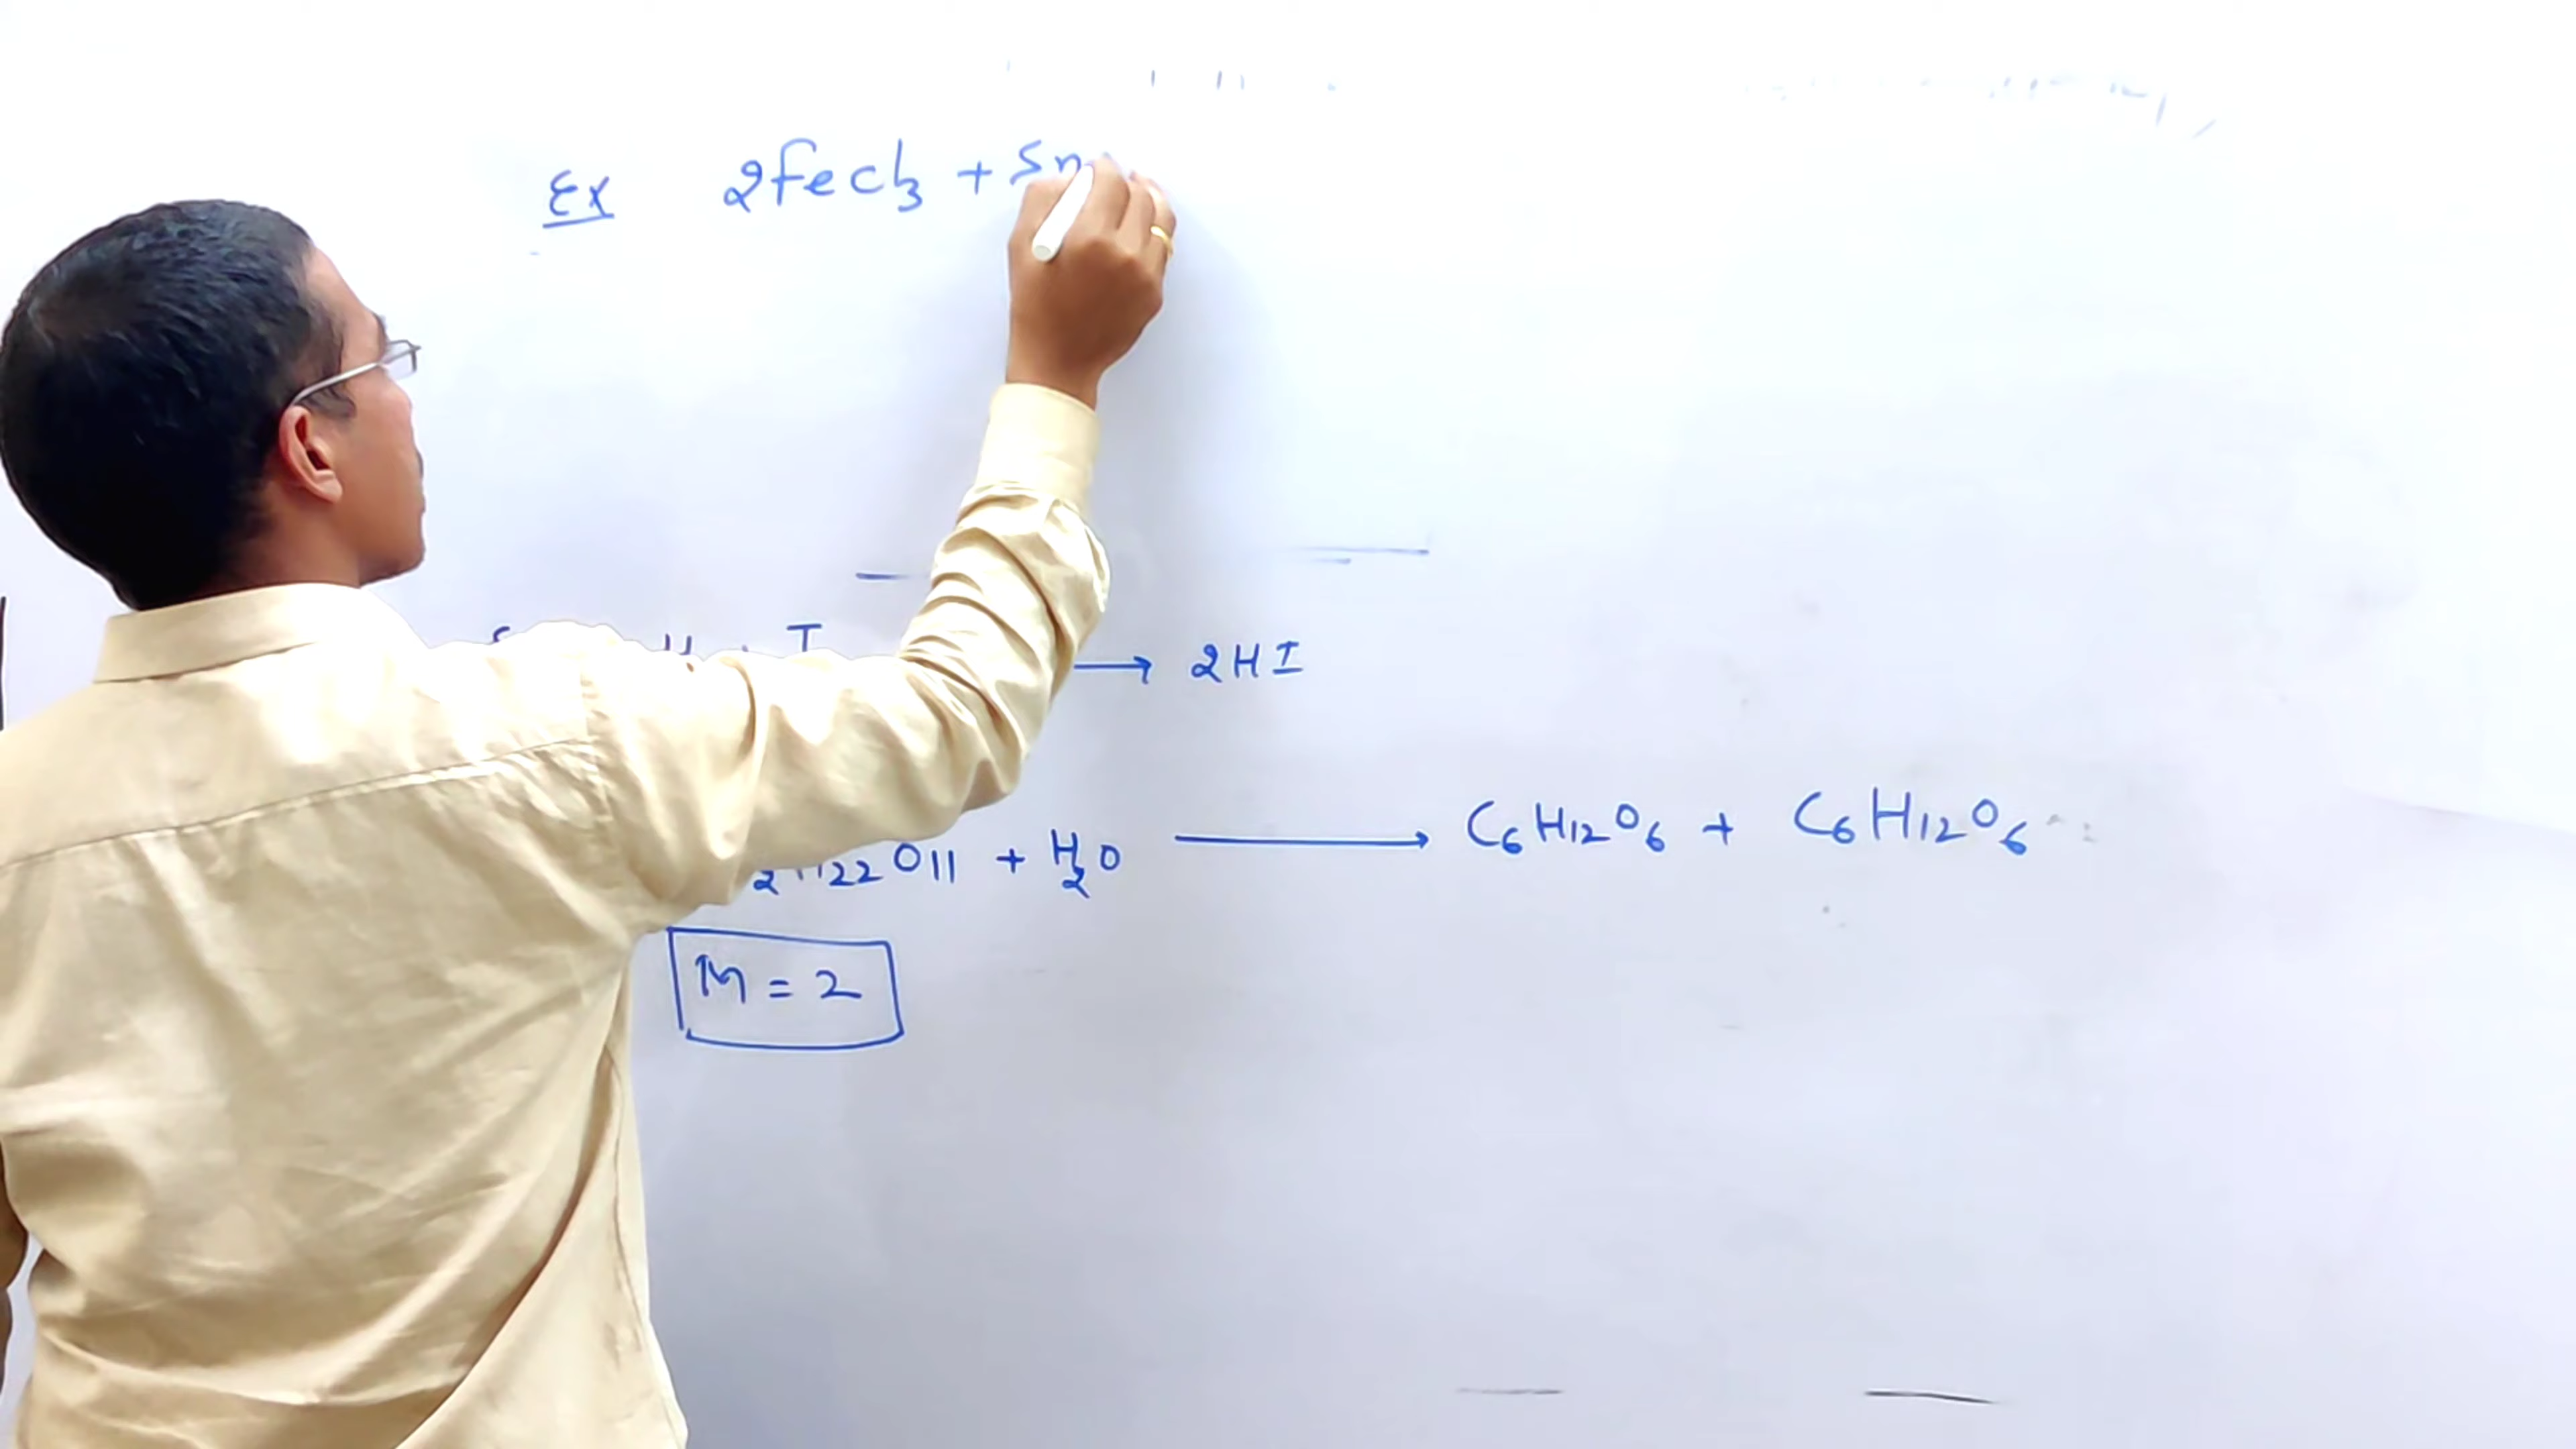 Ex 2FeCl3 + Sn
→ 2HI
22O11 + H2O → C6H12O6 + C6H12O6
M = 2